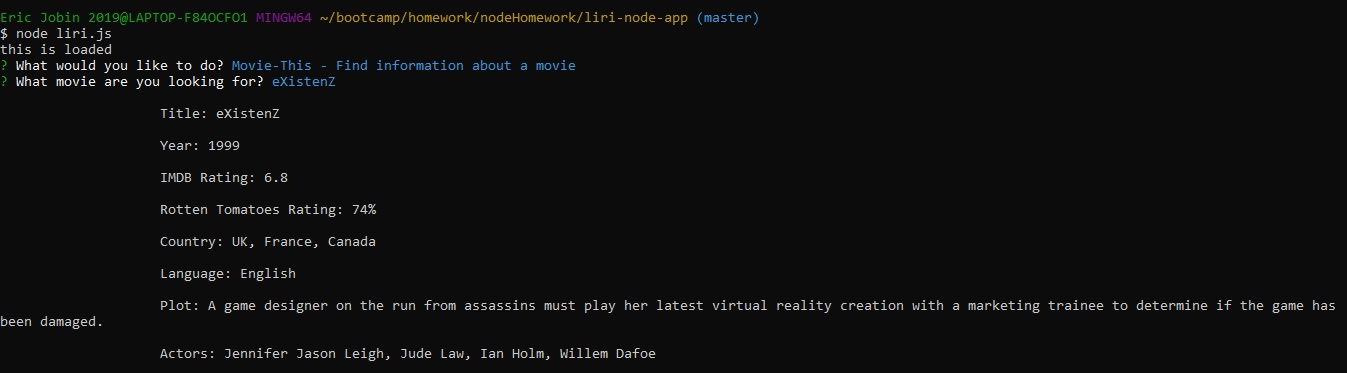 Eric Jobin 2019@LAPTOP-F84OCFO1 MINGW64 ~/bootcamp/homework/nodeHomework/liri-node-app (master)
$ node liri.js
this is loaded
? What would you like to do? Movie-This - Find information about a movie
? What movie are you looking for? eXistenZ
Title: eXistenZ
Year: 1999
IMDB Rating: 6.8
Rotten Tomatoes Rating: 74%
Country: UK, France, Canada
Language: English
Plot: A game designer on the run from assassins must play her latest virtual reality creation with a marketing trainee to determine if the game has
been damaged.
Actors: Jennifer Jason Leigh, Jude Law, Ian Holm, Willem Dafoe